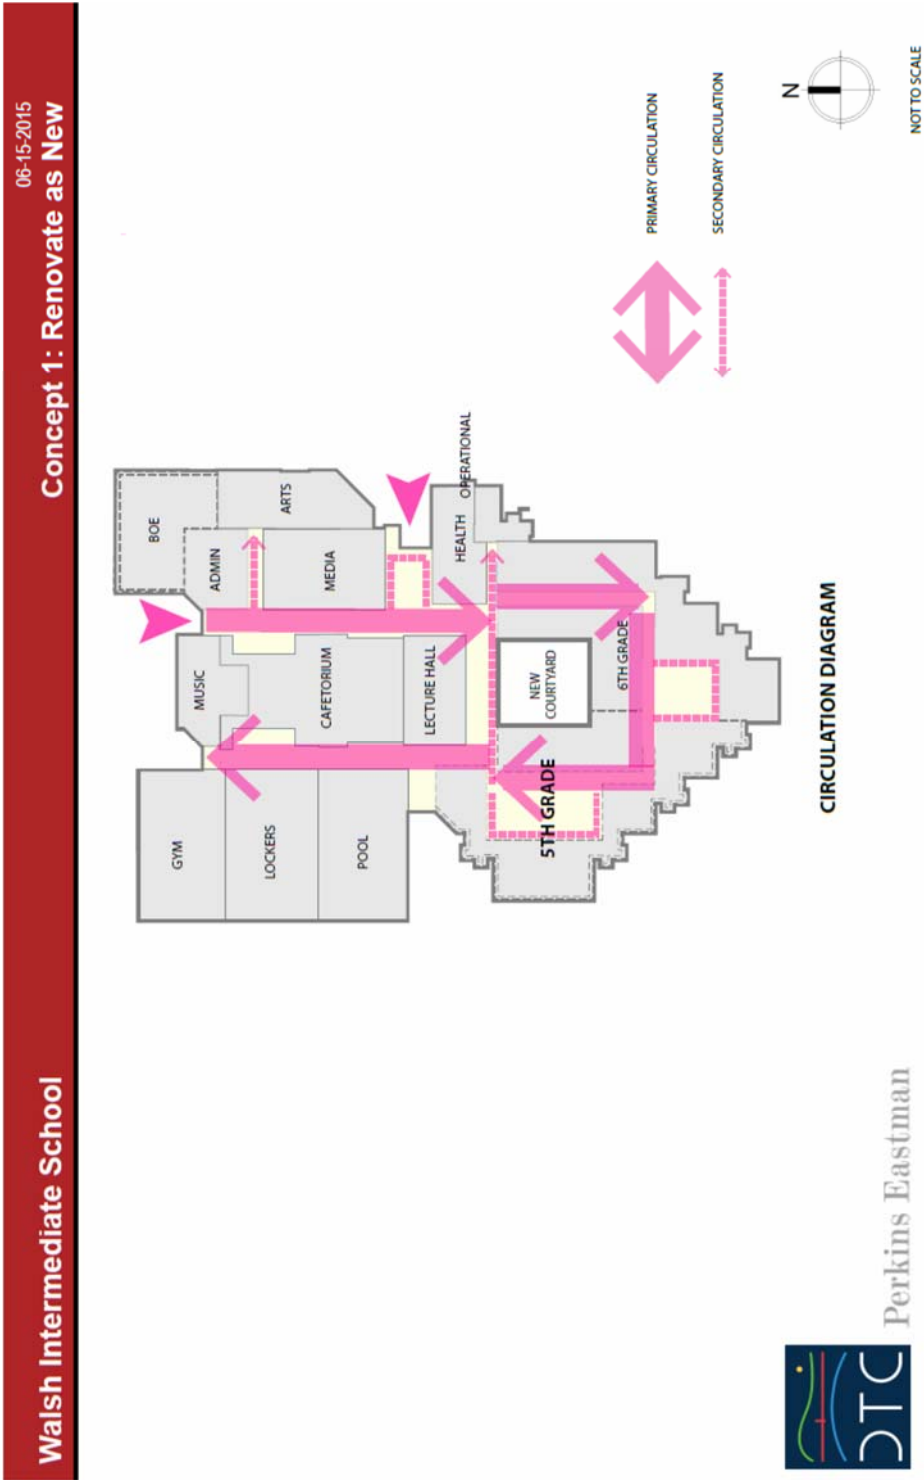 Walsh Intermediate School
06-15-2015
Concept 1: Renovate as New
BOE
ADMIN
ARTS
MUSIC
MEDIA
GYM
LOCKERS
POOL
CAFETORIUM
LECTURE HALL
HEALTH
OPERATIONAL
NEW
COURTYARD
5TH GRADE
6TH GRADE
PRIMARY CIRCULATION
SECONDARY CIRCULATION
N
NOT TO SCALE
CIRCULATION DIAGRAM
DTC
Perkins Eastman